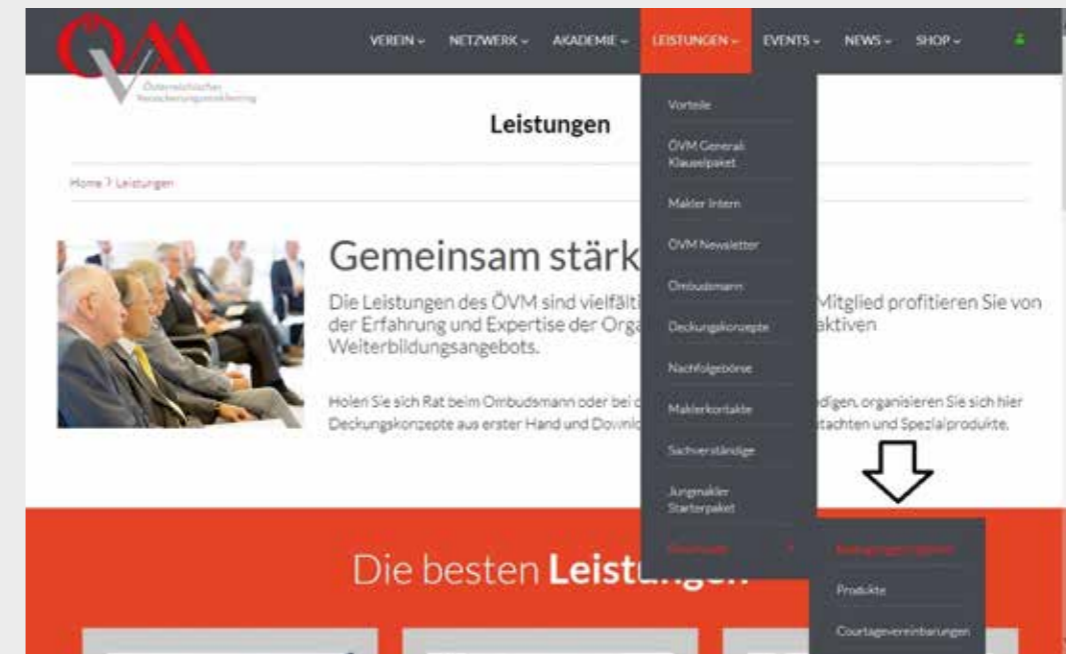 ÖVM
Österreichischer
Versicherungsmaklerring
VEREIN NETZWERK AKADEMIE LEISTUNGEN EVENTS NEWS SHOP
Leistungen
Home > Leistungen
Vorteile
ÖVM Generali
Klauselpaket
Makler Intern
ÖVM Newsletter
Ombudsmann
Deckungskonzepte
Nachfolgebörse
Maklerkontakte
Sachverständige
Jungmakler
Starterpaket
Downloads
Produkte
Courtagevereinbarungen
Gemeinsam stärk
Die Leistungen des ÖVM sind vielfälti Mitglied profitieren Sie von
der Erfahrung und Expertise der Orga aktiven
Weiterbildungsangebots.
Holen Sie sich Rat beim Ombudsmann oder bei d digen, organisieren Sie sich hier
Deckungskonzepte aus erster Hand und Downlo tachten und Spezialprodukte.
Die besten Leistungen